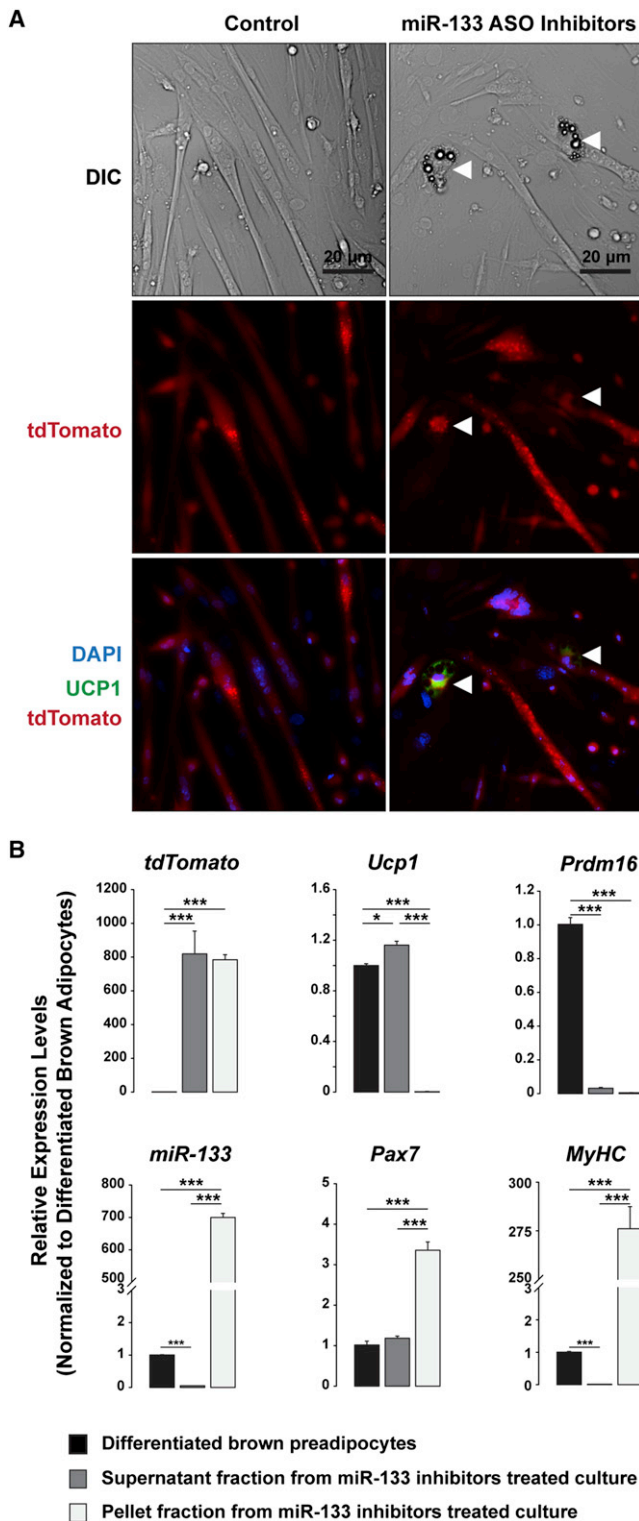 A
Control
miR-133 ASO Inhibitors
DIC
20 µm
20 µm
tdTomato
DAPI
UCP1
tdTomato
B
Relative Expression Levels
(Normalized to Differentiated Brown Adipocytes)
tdTomato
1200
1000
800
600
400
200
0
***
***
Ucp1
1.6
1.2
0.8
0.4
0
***
* ***
Prdm16
1.2
1.0
0.8
0.6
0.4
0.2
0
***
***
miR-133
800
700
600
500
3
2
1
0
***
***
***
Pax7
5
4
3
2
1
0
***
***
MyHC
300
275
250
3
2
1
0
***
***
***
Differentiated brown preadipocytes
Supernatant fraction from miR-133 inhibitors treated culture
Pellet fraction from miR-133 inhibitors treated culture